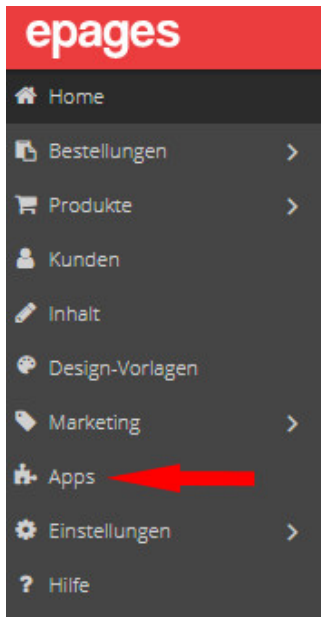 epages
Home
Bestellungen
Produkte
Kunden
Inhalt
Design-Vorlagen
Marketing
Apps
Einstellungen
Hilfe